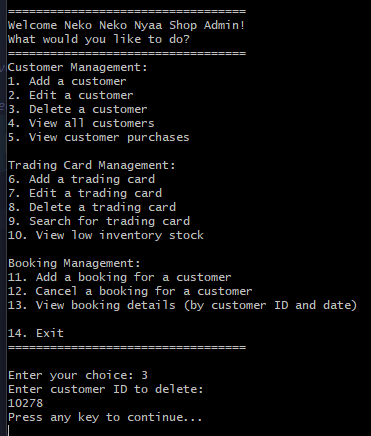 ==================================
Welcome Neko Neko Nyaa Shop Admin!
What would you like to do?
==================================
Customer Management:
1. Add a customer
2. Edit a customer
3. Delete a customer
4. View all customers
5. View customer purchases
Trading Card Management:
6. Add a trading card
7. Edit a trading card
8. Delete a trading card
9. Search for trading card
10. View low inventory stock
Booking Management:
11. Add a booking for a customer
12. Cancel a booking for a customer
13. View booking details (by customer ID and date)
14. Exit
==================================
Enter your choice: 3
Enter customer ID to delete:
10278
Press any key to continue...